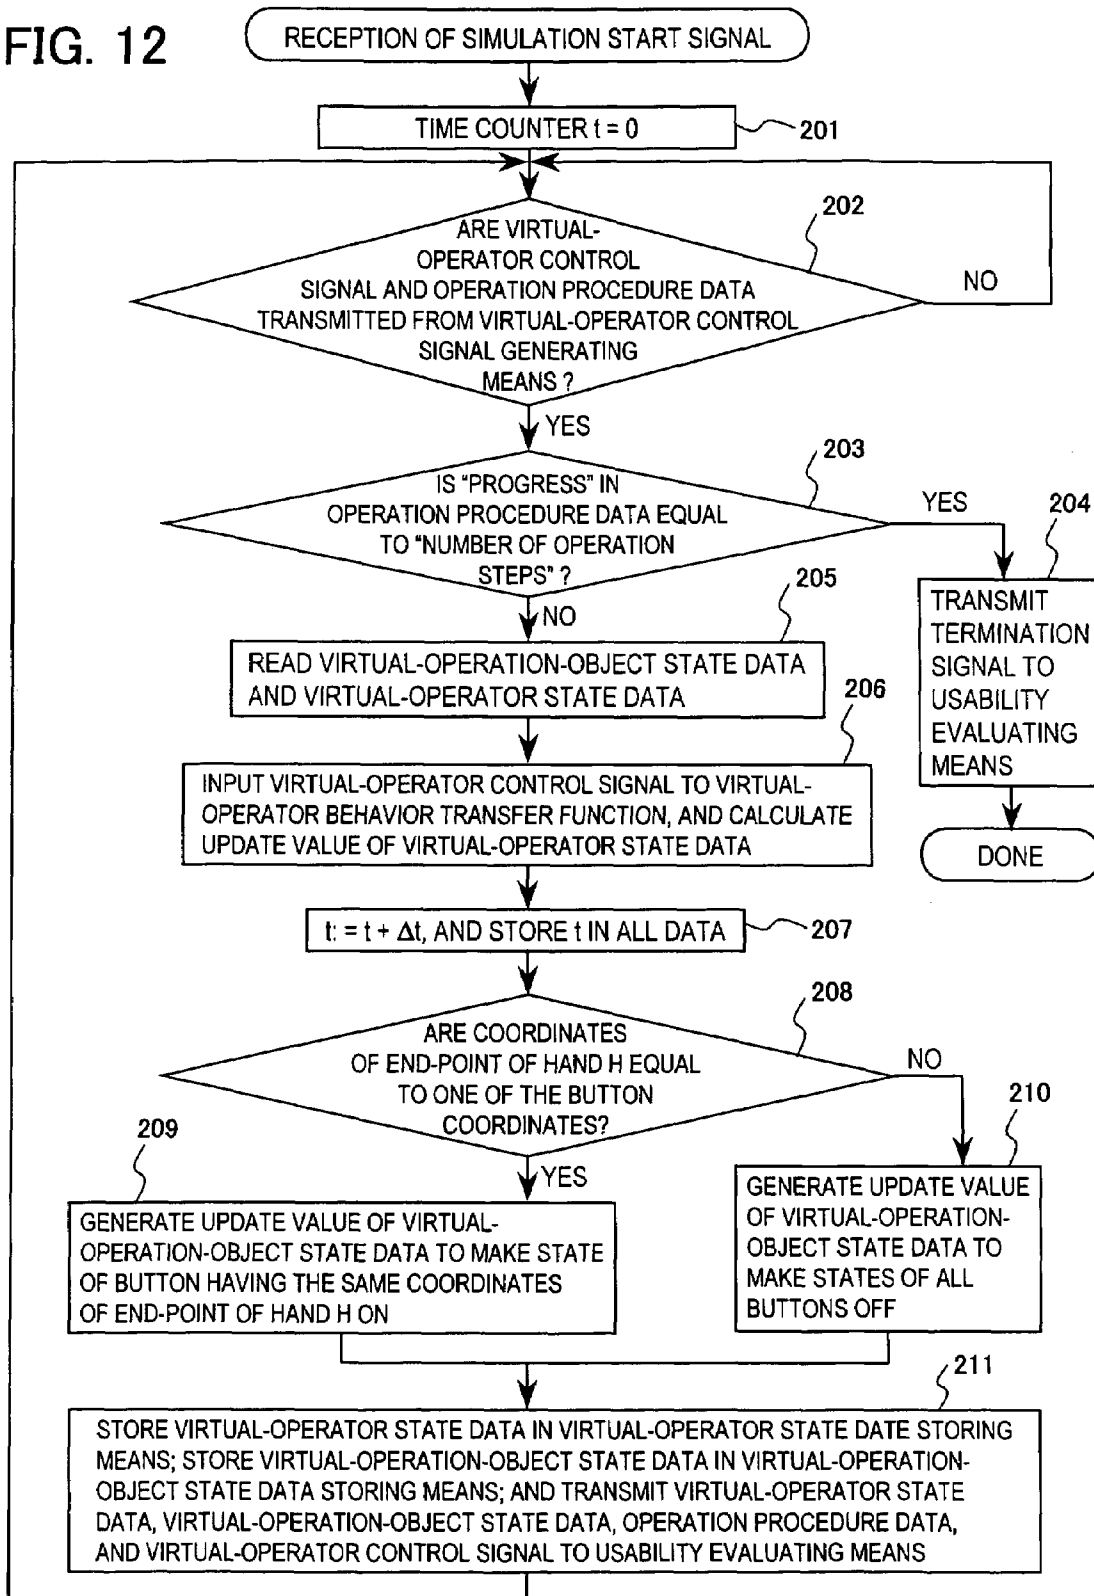 FIG. 12
RECEPTION OF SIMULATION START SIGNAL
TIME COUNTER t = 0
201
202
ARE VIRTUAL-
OPERATOR CONTROL
SIGNAL AND OPERATION PROCEDURE DATA
TRANSMITTED FROM VIRTUAL-OPERATOR CONTROL
SIGNAL GENERATING
MEANS ?
NO
YES
203
IS "PROGRESS" IN
OPERATION PROCEDURE DATA EQUAL
TO "NUMBER OF OPERATION
STEPS" ?
YES
204
TRANSMIT
TERMINATION
SIGNAL TO
USABILITY
EVALUATING
MEANS
DONE
NO
205
READ VIRTUAL-OPERATION-OBJECT STATE DATA
AND VIRTUAL-OPERATOR STATE DATA
206
INPUT VIRTUAL-OPERATOR CONTROL SIGNAL TO VIRTUAL-
OPERATOR BEHAVIOR TRANSFER FUNCTION, AND CALCULATE
UPDATE VALUE OF VIRTUAL-OPERATOR STATE DATA
t: = t + Δt, AND STORE t IN ALL DATA
207
208
ARE COORDINATES
OF END-POINT OF HAND H EQUAL
TO ONE OF THE BUTTON
COORDINATES?
NO
YES
209
GENERATE UPDATE VALUE OF VIRTUAL-
OPERATION-OBJECT STATE DATA TO MAKE STATE
OF BUTTON HAVING THE SAME COORDINATES
OF END-POINT OF HAND H ON
210
GENERATE UPDATE VALUE
OF VIRTUAL-OPERATION-
OBJECT STATE DATA TO
MAKE STATES OF ALL
BUTTONS OFF
211
STORE VIRTUAL-OPERATOR STATE DATA IN VIRTUAL-OPERATOR STATE DATE STORING
MEANS; STORE VIRTUAL-OPERATION-OBJECT STATE DATA IN VIRTUAL-OPERATION-
OBJECT STATE DATA STORING MEANS; AND TRANSMIT VIRTUAL-OPERATOR STATE
DATA, VIRTUAL-OPERATION-OBJECT STATE DATA, OPERATION PROCEDURE DATA,
AND VIRTUAL-OPERATOR CONTROL SIGNAL TO USABILITY EVALUATING MEANS